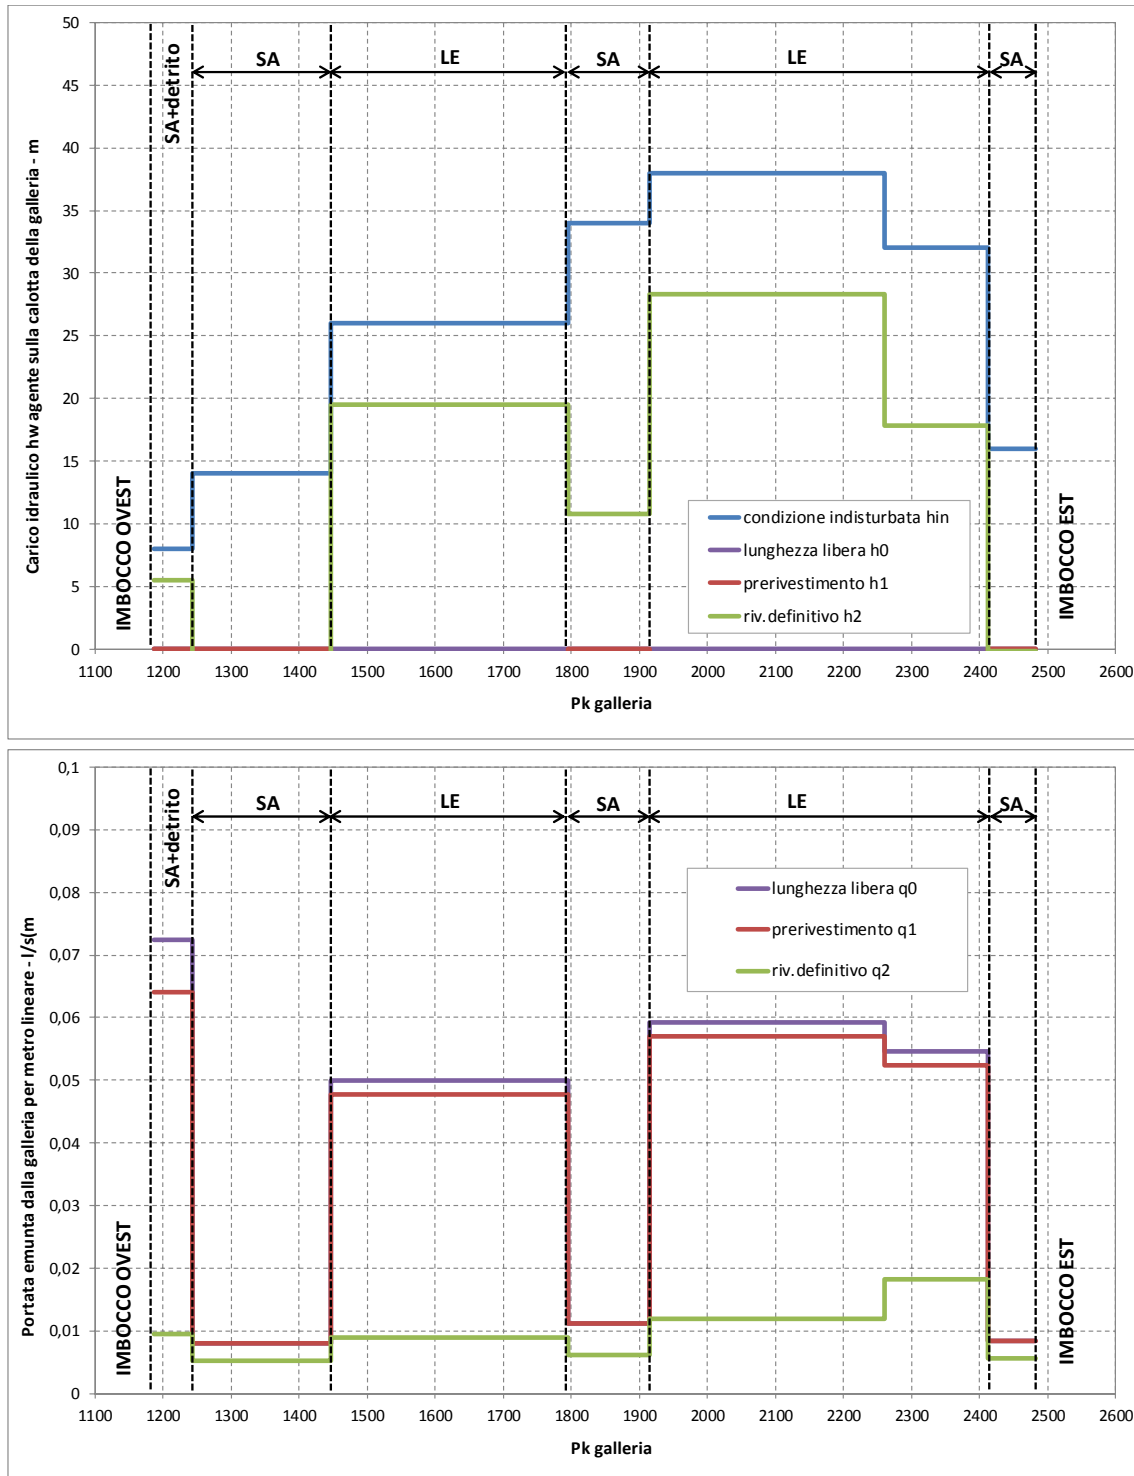 50
45
40
35
30
25
20
15
10
5
0
Carico idraulico hw agente sulla calotta della galleria - m
SA+detrito
SA
LE
SA
LE
SA
IMBOCCO OVEST
IMBOCCO EST
condizione indisturbata hin
lunghezza libera h0
prerivestimento h1
riv.definitivo h2
1100 1200 1300 1400 1500 1600 1700 1800 1900 2000 2100 2200 2300 2400 2500 2600
Pk galleria
0,1
0,09
0,08
0,07
0,06
0,05
0,04
0,03
0,02
0,01
0
Portata emunta dalla galleria per metro lineare - l/s(m
SA+detrito
SA
LE
SA
LE
SA
IMBOCCO OVEST
IMBOCCO EST
lunghezza libera q0
prerivestimento q1
riv.definitivo q2
1100 1200 1300 1400 1500 1600 1700 1800 1900 2000 2100 2200 2300 2400 2500 2600
Pk galleria